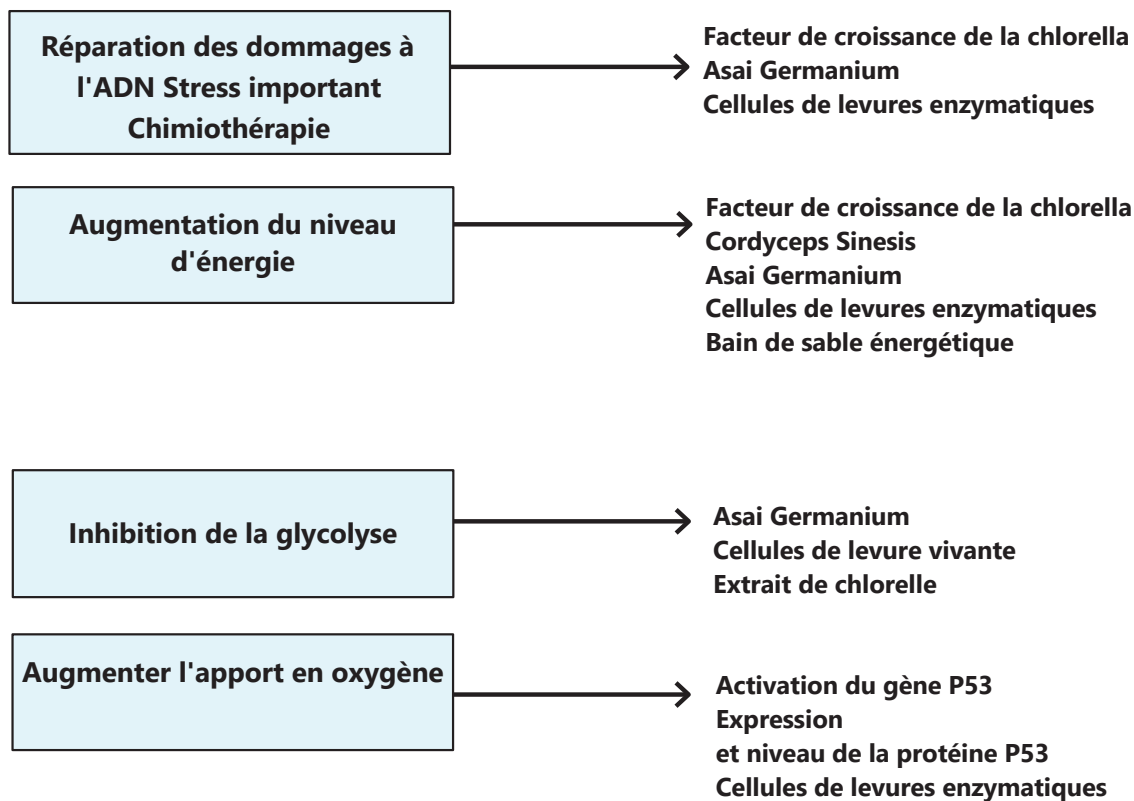 Réparation des dommages à
l'ADN Stress important
Chimiothérapie
Facteur de croissance de la chlorella
Asai Germanium
Cellules de levures enzymatiques
Augmentation du niveau
d'énergie
Facteur de croissance de la chlorella
Cordyceps Sinesis
Asai Germanium
Cellules de levures enzymatiques
Bain de sable énergétique
Inhibition de la glycolyse
Asai Germanium
Cellules de levure vivante
Extrait de chlorelle
Augmenter l'apport en oxygène
Activation du gène P53
Expression
et niveau de la protéine P53
Cellules de levures enzymatiques